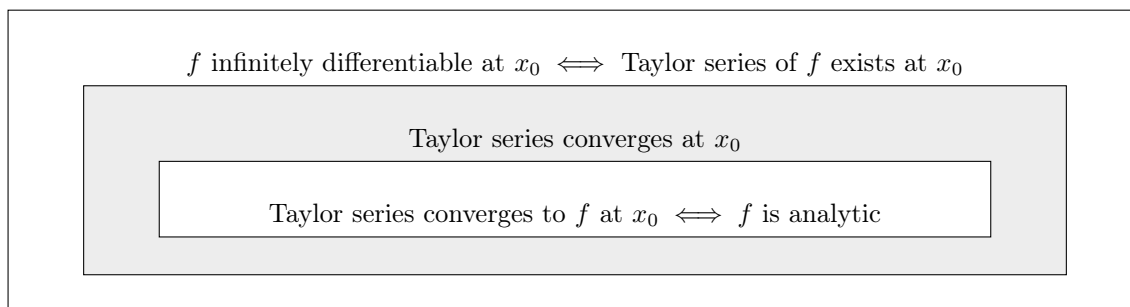 f infinitely differentiable at x₀ ⟺ Taylor series of f exists at x₀
Taylor series converges at x₀
Taylor series converges to f at x₀ ⟺ f is analytic